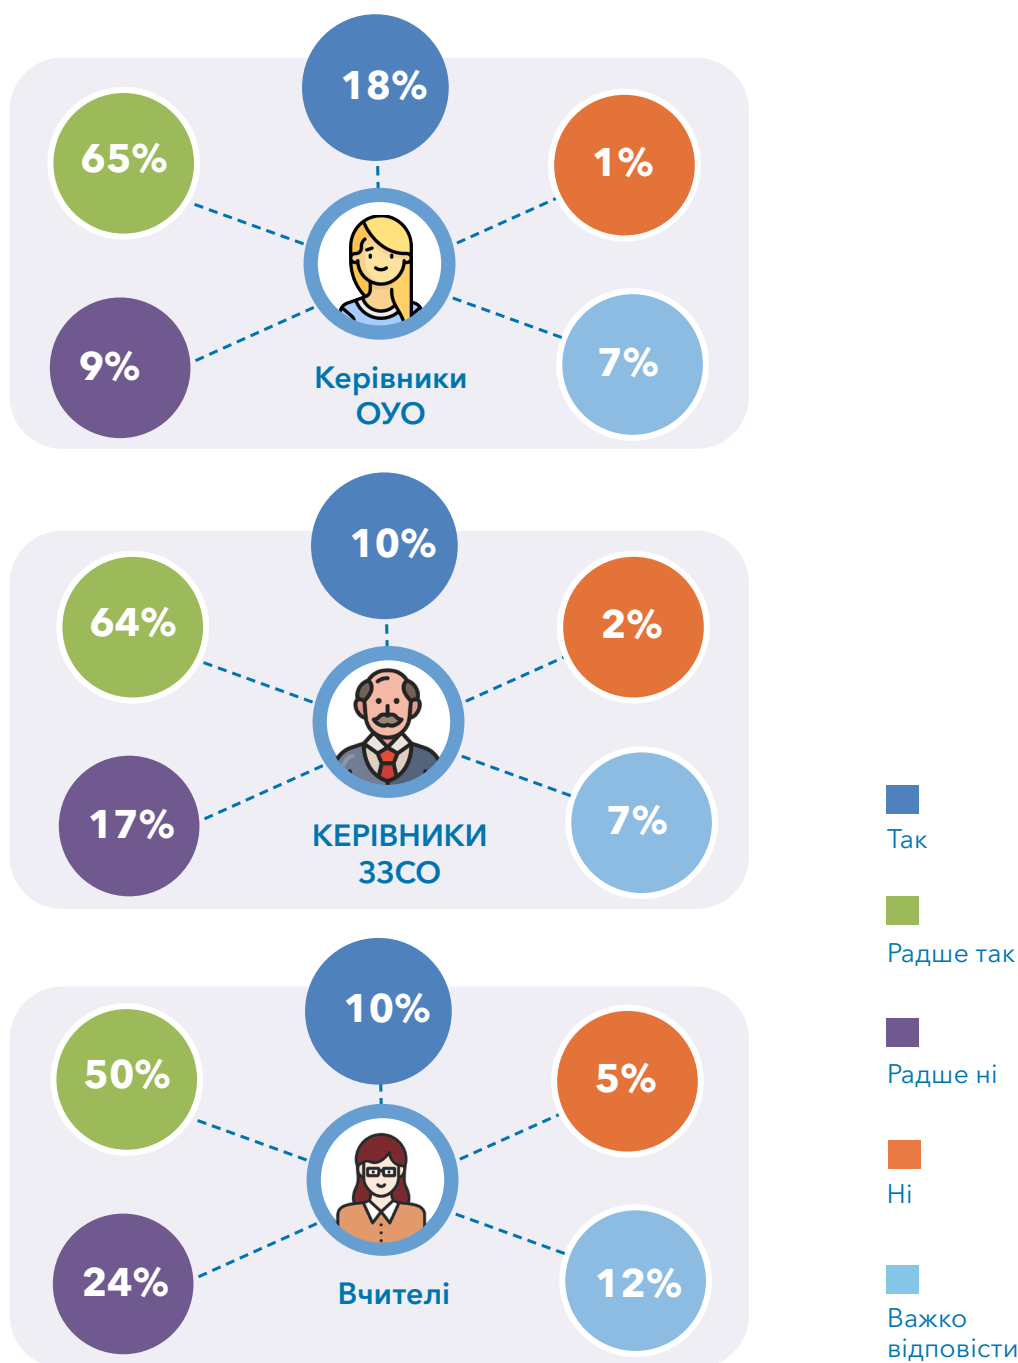 18%
65%
1%
9%
7%
Керівники
ОУО
10%
64%
2%
17%
7%
КЕРІВНИКИ
ЗЗСО
10%
50%
5%
24%
12%
Вчителі
Так
Радше так
Радше ні
Ні
Важко
відповісти